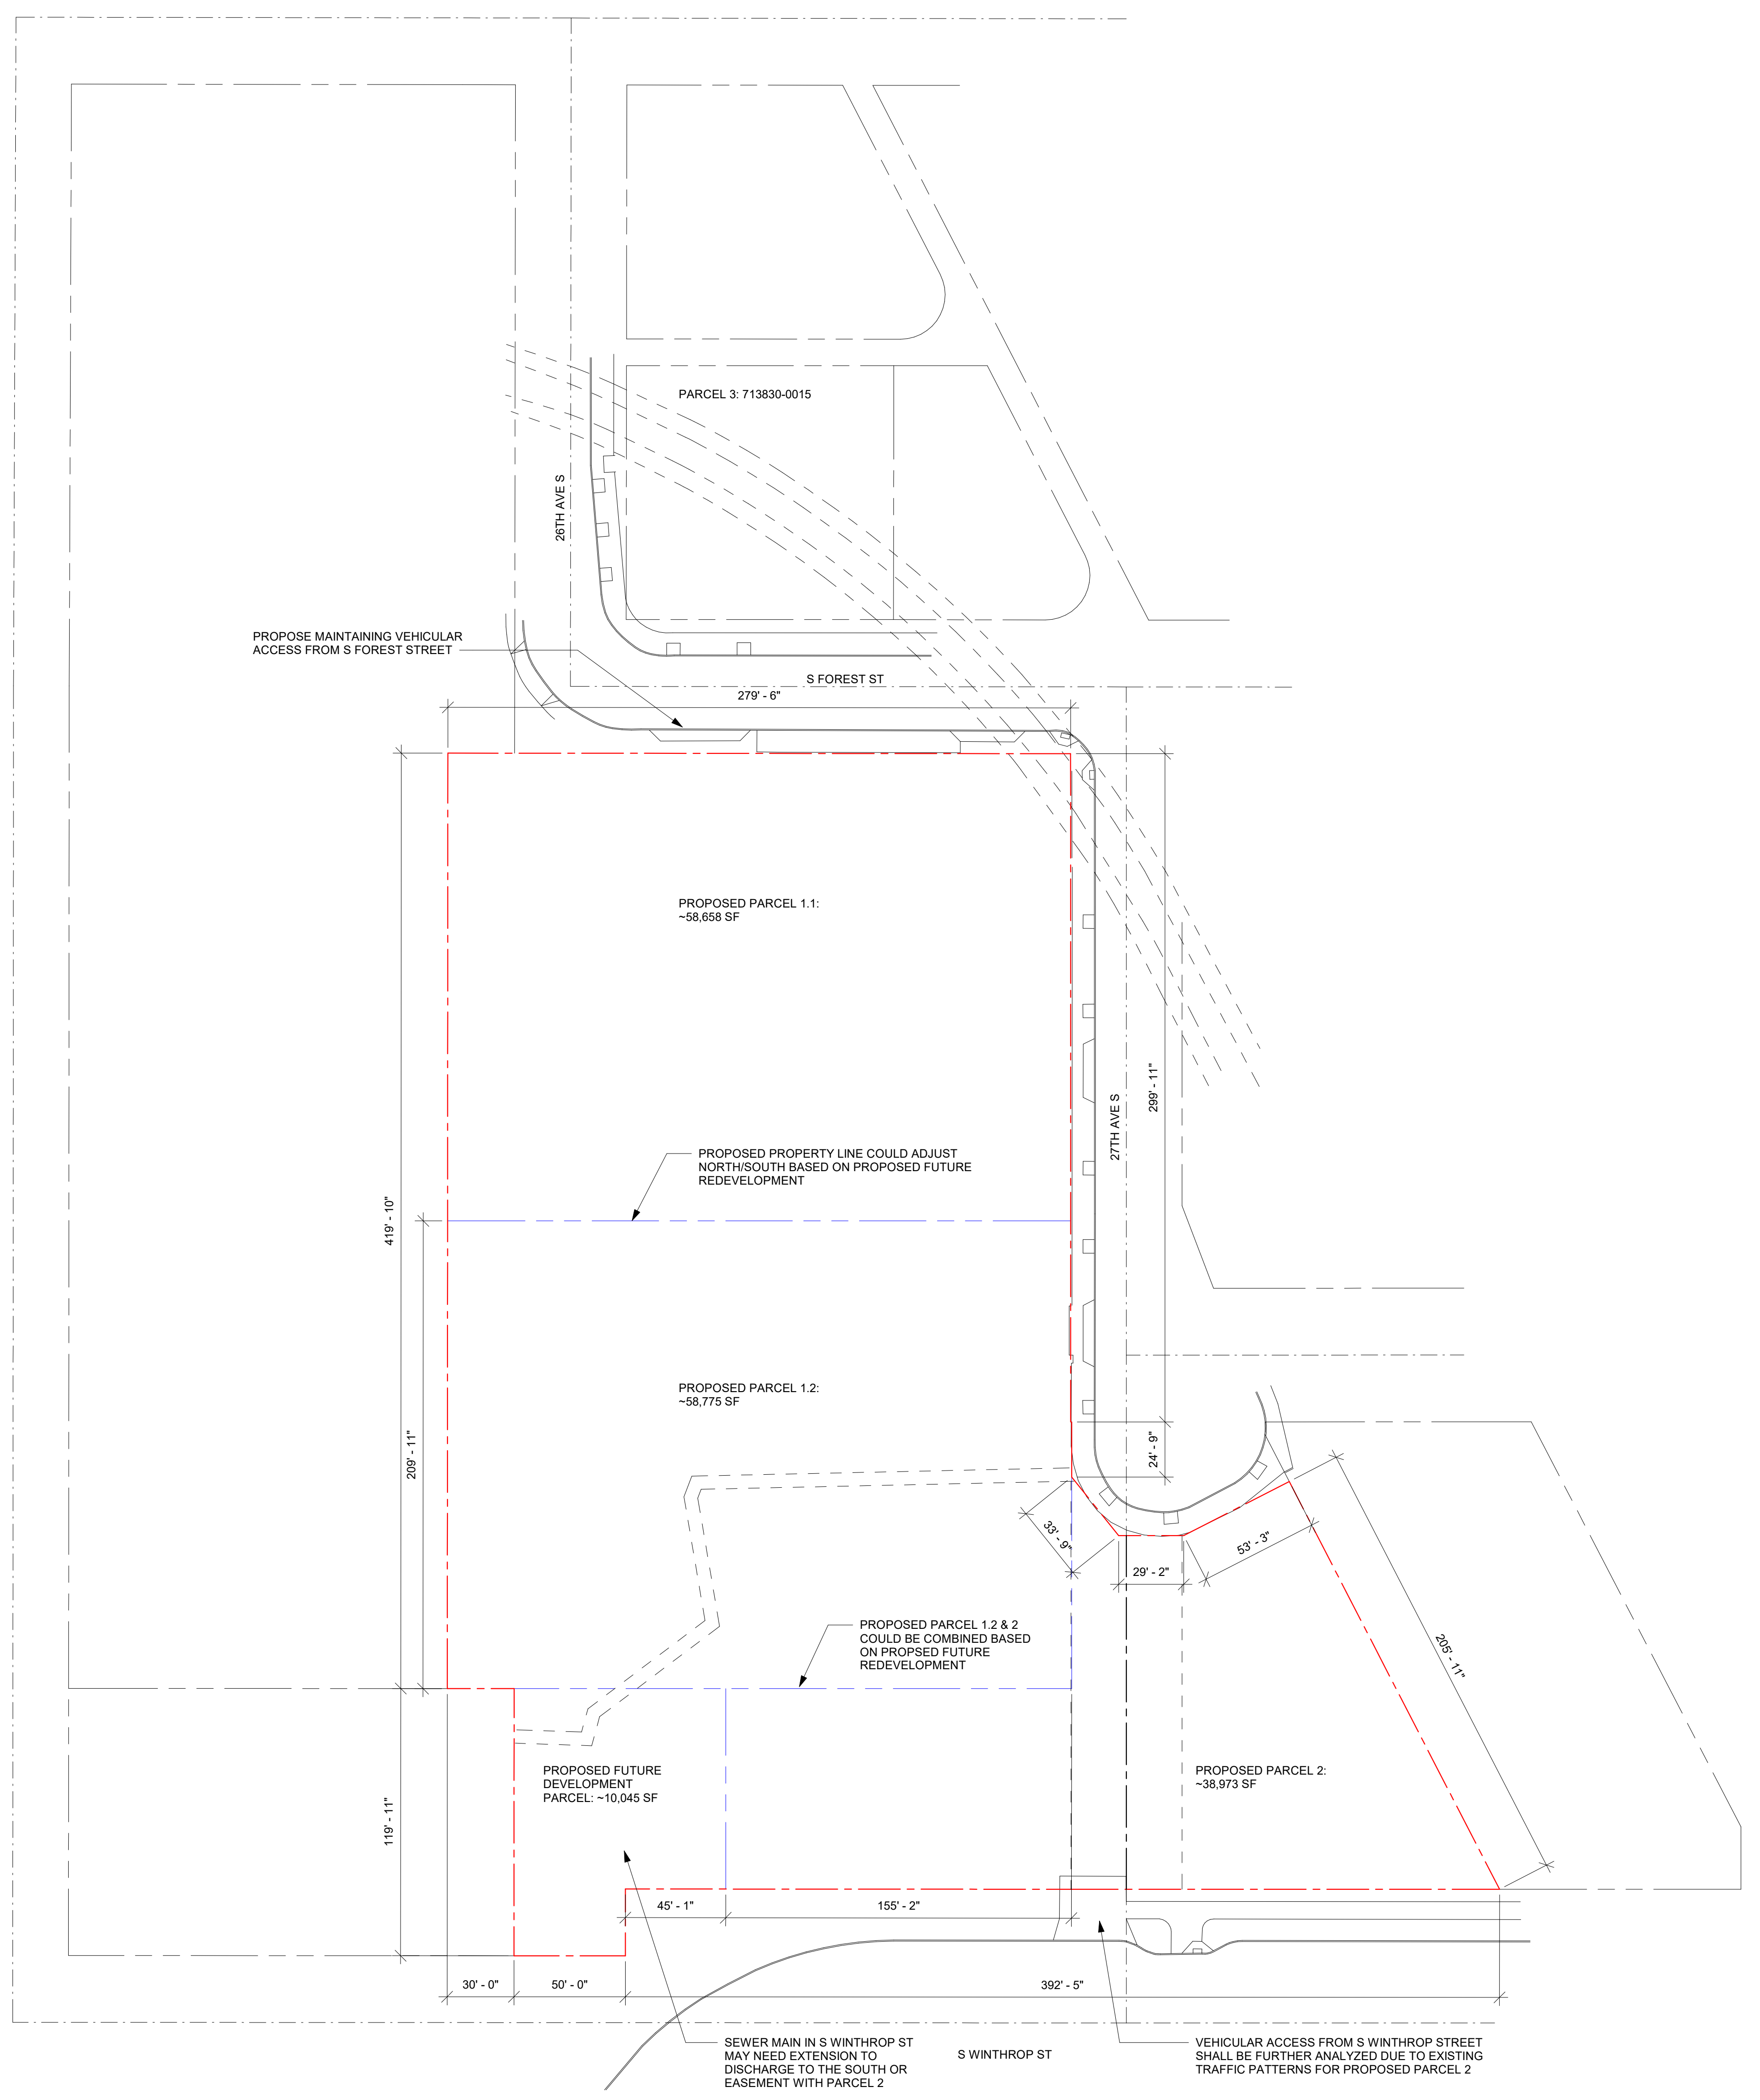 PARCEL 3: 713830-0015
26TH AVE S
PROPOSE MAINTAINING VEHICULAR
ACCESS FROM S FOREST STREET
S FOREST ST
279' - 6"
PROPOSED PARCEL 1.1:
~58,658 SF
299' - 11"
27TH AVE S
PROPOSED PROPERTY LINE COULD ADJUST
NORTH/SOUTH BASED ON PROPOSED FUTURE
REDEVELOPMENT
419' - 10"
PROPOSED PARCEL 1.2:
~58,775 SF
209' - 11"
24' - 9"
33' - 9"
53' - 3"
29' - 2"
PROPOSED PARCEL 1.2 & 2
COULD BE COMBINED BASED
ON PROPSED FUTURE
REDEVELOPMENT
205' - 11"
PROPOSED FUTURE
DEVELOPMENT
PARCEL: ~10,045 SF
PROPOSED PARCEL 2:
~38,973 SF
119' - 11"
45' - 1"
155' - 2"
30' - 0"
50' - 0"
392' - 5"
SEWER MAIN IN S WINTHROP ST
MAY NEED EXTENSION TO
DISCHARGE TO THE SOUTH OR
EASEMENT WITH PARCEL 2
S WINTHROP ST
VEHICULAR ACCESS FROM S WINTHROP STREET
SHALL BE FURTHER ANALYZED DUE TO EXISTING
TRAFFIC PATTERNS FOR PROPOSED PARCEL 2